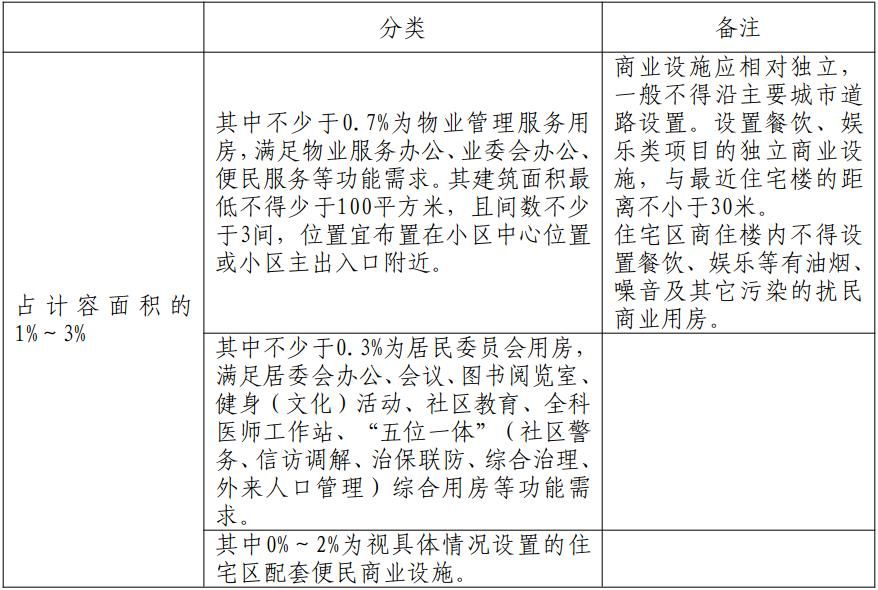 分类
备注
占计容面积的
1%～3%
其中不少于0.7%为物业管理服务用
房，满足物业服务办公、业委会办公、
便民服务等功能需求。其建筑面积最
低不得少于100平方米，且间数不少
于3间，位置宜布置在小区中心位置
或小区主出入口附近。
商业设施应相对独立，
一般不得沿主要城市道
路设置。设置餐饮、娱
乐类项目的独立商业设
施，与最近住宅楼的距
离不小于30米。
住宅区商住楼内不得设
置餐饮、娱乐等有油烟、
噪音及其它污染的扰民
商业用房。
其中不少于0.3%为居民委员会用房，
满足居委会办公、会议、图书阅览室、
健身（文化）活动、社区教育、全科
医师工作站、“五位一体”（社区警
务、信访调解、治保联防、综合治理、
外来人口管理）综合用房等功能需
求。
其中0%～2%为视具体情况设置的住
宅区配套便民商业设施。